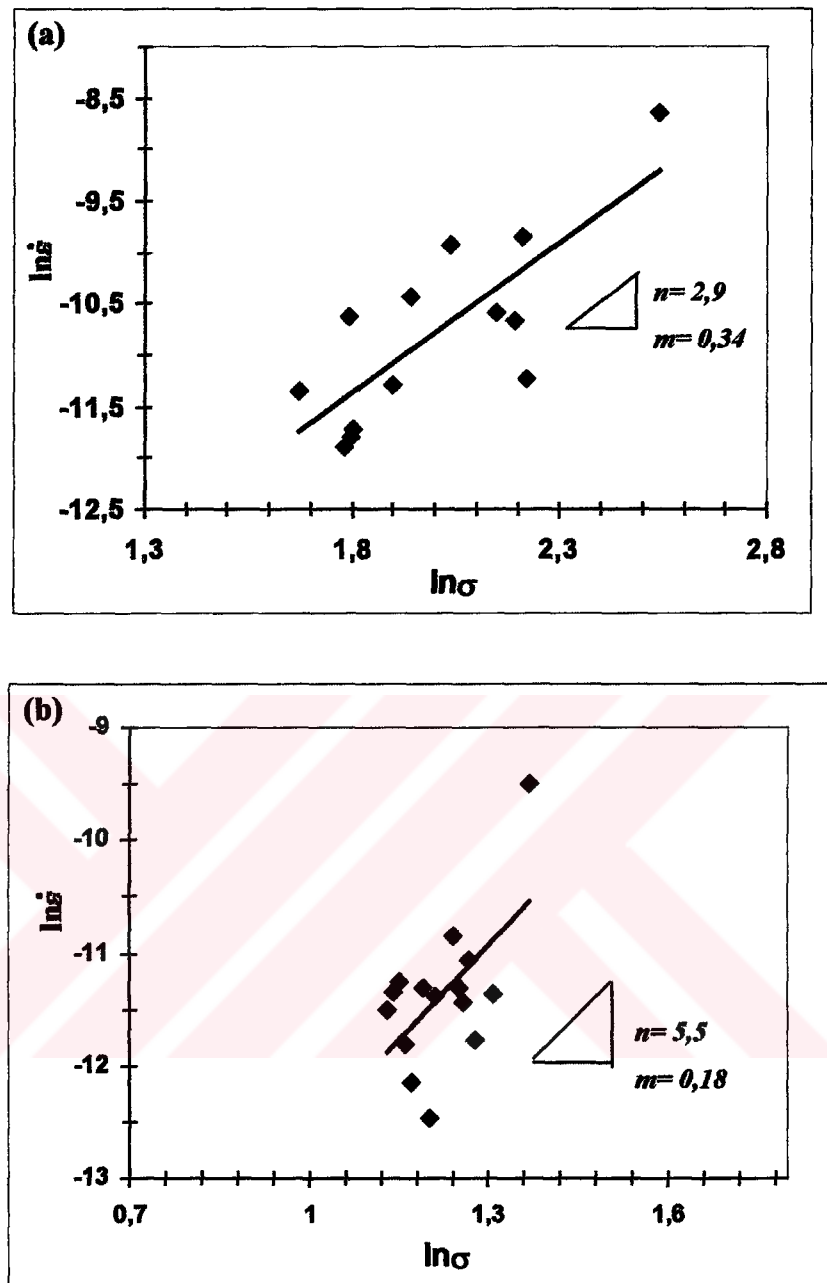 (a)
-8,5
-9,5
-10,5
-11,5
-12,5
lnε̇
n= 2,9
m= 0,34
1,3 1,8 2,3 2,8
lnσ
(b)
-9
-10
-11
-12
-13
lnε̇
n= 5,5
m= 0,18
0,7 1 1,3 1,6
lnσ